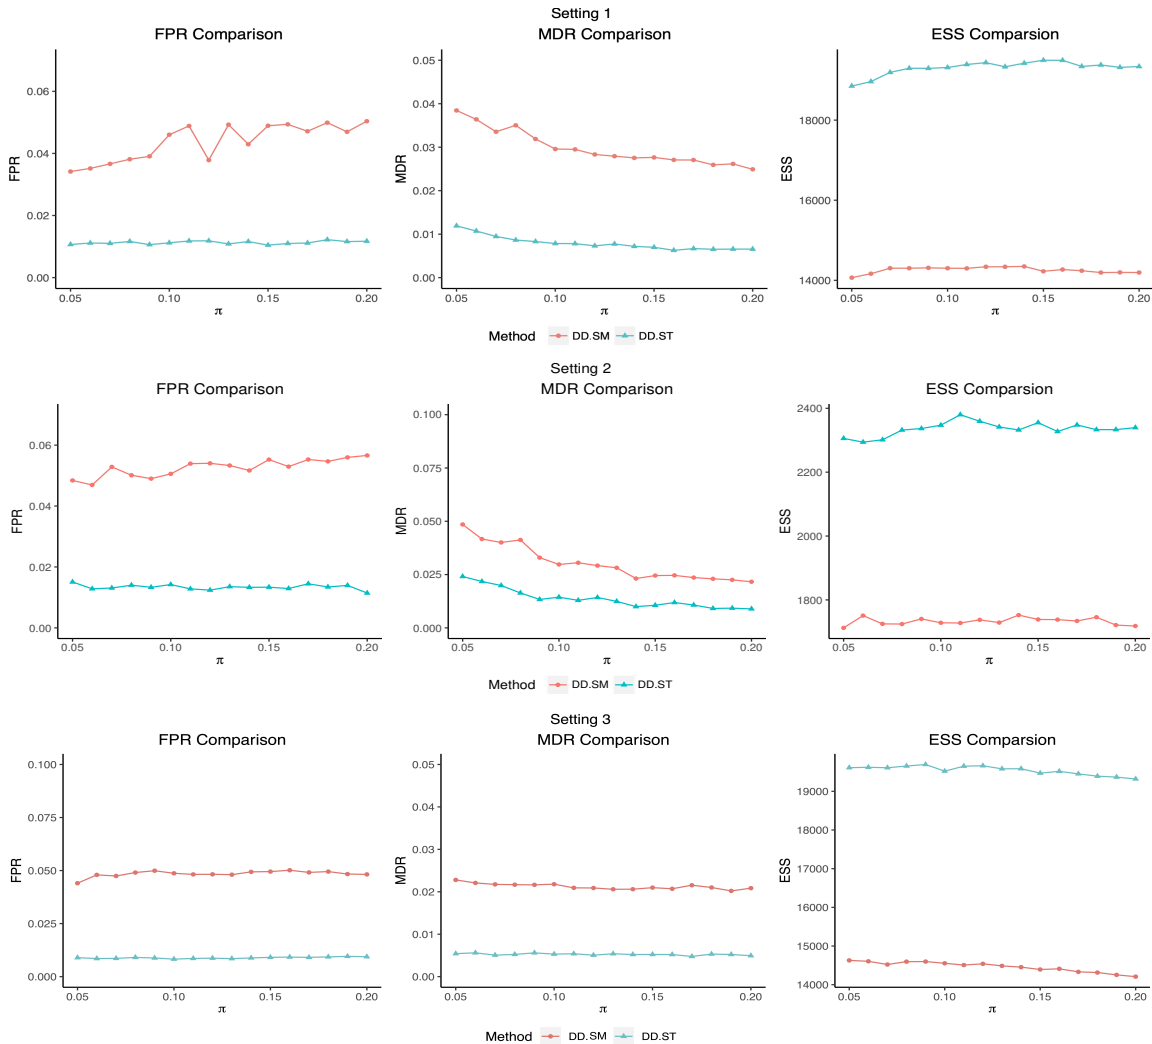 Setting 1
FPR Comparison
MDR Comparison
ESS Comparsion
0.06
0.04
0.02
0.00
FPR
0.05
0.10
0.15
0.20
π
0.05
0.04
0.03
0.02
0.01
0.00
MDR
0.05
0.10
0.15
0.20
π
18000
16000
14000
ESS
0.05
0.10
0.15
0.20
π
Method DD.SM DD.ST
Setting 2
FPR Comparison
MDR Comparison
ESS Comparsion
0.06
0.04
0.02
0.00
FPR
0.05
0.10
0.15
0.20
π
0.100
0.075
0.050
0.025
0.000
MDR
0.05
0.10
0.15
0.20
π
2400
2200
2000
1800
ESS
0.05
0.10
0.15
0.20
π
Method DD.SM DD.ST
Setting 3
FPR Comparison
MDR Comparison
ESS Comparsion
0.100
0.075
0.050
0.025
0.000
FPR
0.05
0.10
0.15
0.20
π
0.05
0.04
0.03
0.02
0.01
0.00
MDR
0.05
0.10
0.15
0.20
π
19000
18000
17000
16000
15000
14000
ESS
0.05
0.10
0.15
0.20
π
Method DD.SM DD.ST